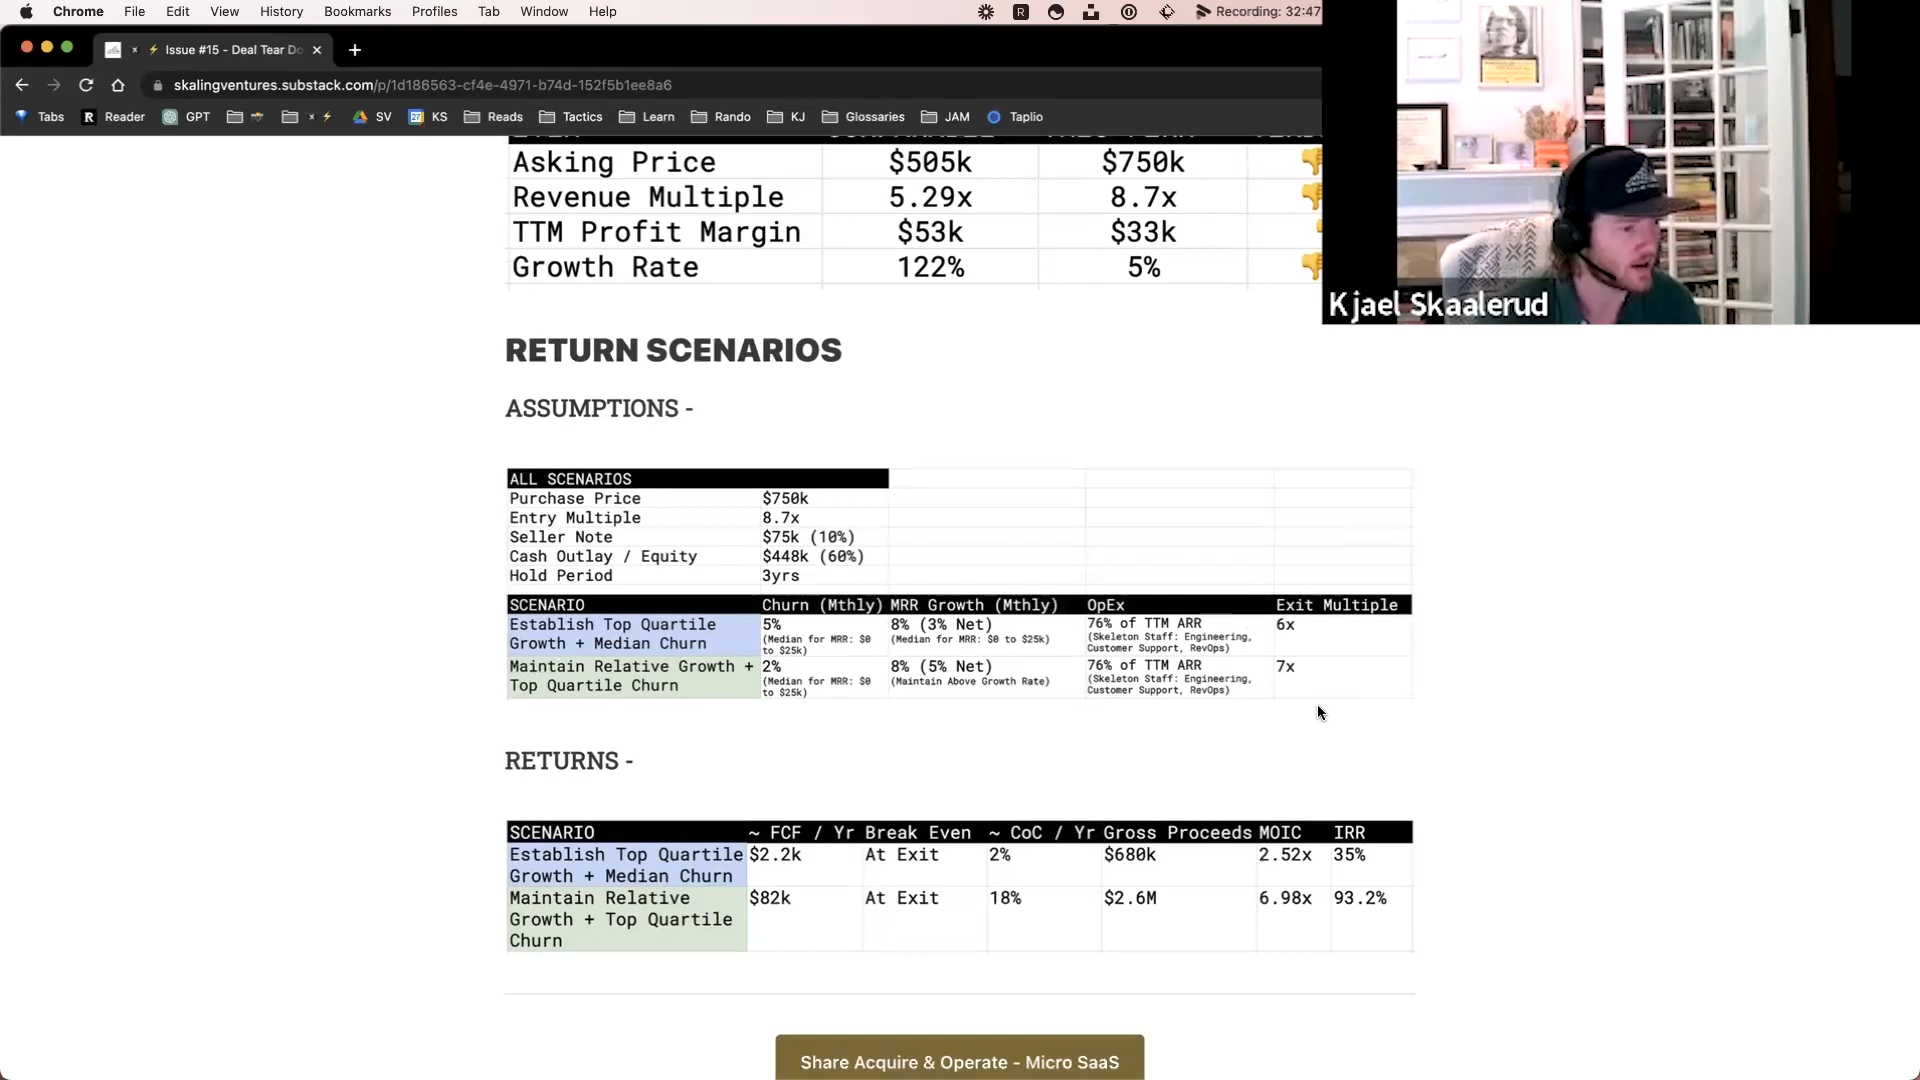 Chrome File Edit View History Bookmarks Profiles Tab Window Help Recording: 32:47
Issue #15 - Deal Tear Do
skalingventures.substack.com/p/1d186563-cf4e-4971-b74d-152f5b1ee8a6
Tabs Reader GPT SV KS Reads Tactics Learn Rando KJ Glossaries JAM Taplio
Asking Price $505k $750k
Revenue Multiple 5.29x 8.7x
TTM Profit Margin $53k $33k
Growth Rate 122% 5%
Kjael Skaalerud
RETURN SCENARIOS
ASSUMPTIONS -
ALL SCENARIOS
Purchase Price $750k
Entry Multiple 8.7x
Seller Note $75k (10%)
Cash Outlay / Equity $448k (60%)
Hold Period 3yrs
SCENARIO Churn (Mthly) MRR Growth (Mthly) OpEx Exit Multiple
Establish Top Quartile 5% 8% (3% Net) 76% of TTM ARR 6x
Growth + Median Churn (Median for MRR: $0 (Median for MRR: $0 to $25k) (Skeleton Staff: Engineering,
to $25k) Customer Support, RevOps)
Maintain Relative Growth + 2% 8% (5% Net) 76% of TTM ARR 7x
Top Quartile Churn (Median for MRR: $0 (Maintain Above Growth Rate) (Skeleton Staff: Engineering,
to $25k) Customer Support, RevOps)
RETURNS -
SCENARIO ~ FCF / Yr Break Even ~ CoC / Yr Gross Proceeds MOIC IRR
Establish Top Quartile $2.2k At Exit 2% $680k 2.52x 35%
Growth + Median Churn
Maintain Relative $82k At Exit 18% $2.6M 6.98x 93.2%
Growth + Top Quartile
Churn
Share Acquire & Operate - Micro SaaS